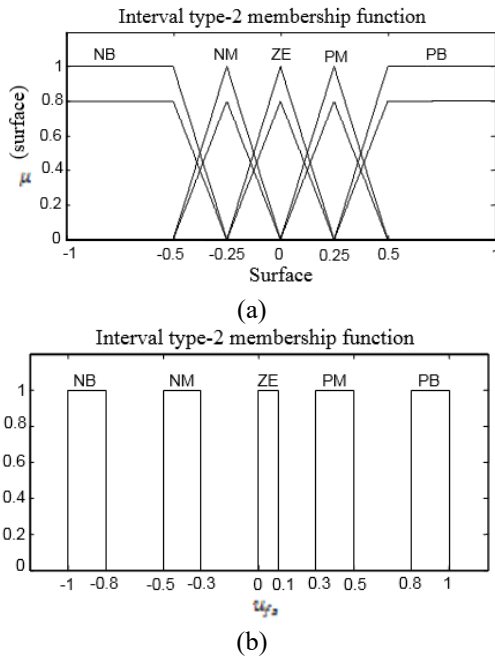 Interval type-2 membership function
NB NM ZE PM PB
1
0.8
0.6
0.4
0.2
0
μ (surface)
-1 -0.5 -0.25 0 0.25 0.5 1
Surface
(a)
Interval type-2 membership function
NB NM ZE PM PB
1
0.8
0.6
0.4
0.2
0
-1 -0.8 -0.5 -0.3 0 0.1 0.3 0.5 0.8 1
u_fs
(b)